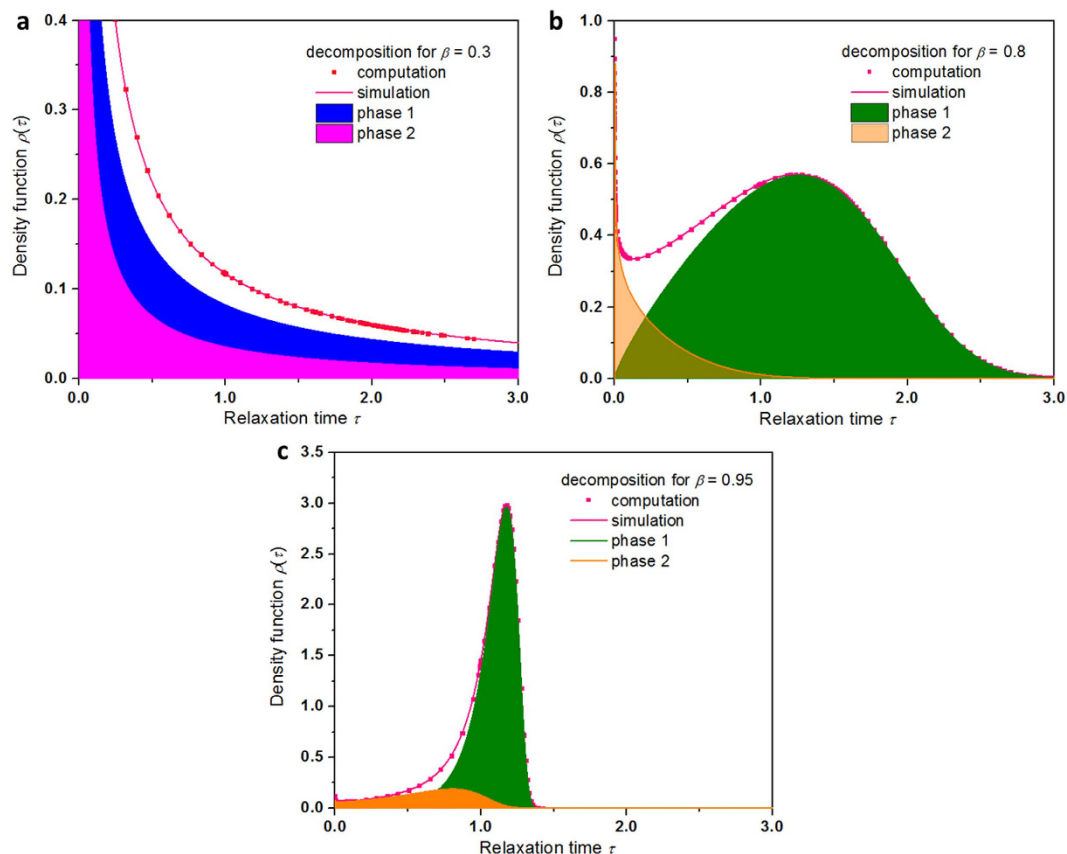 a
decomposition for β = 0.3
computation
simulation
phase 1
phase 2
Density function ρ(τ)
0.4
0.3
0.2
0.1
0.0
0.0 1.0 2.0 3.0
Relaxation time τ
b
decomposition for β = 0.8
computation
simulation
phase 1
phase 2
Density function ρ(τ)
1.0
0.8
0.6
0.4
0.2
0.0
0.0 1.0 2.0 3.0
Relaxation time τ
c
decomposition for β = 0.95
computation
simulation
phase 1
phase 2
Density function ρ(τ)
3.5
3.0
2.5
2.0
1.5
1.0
0.5
0.0
0.0 1.0 2.0 3.0
Relaxation time τ